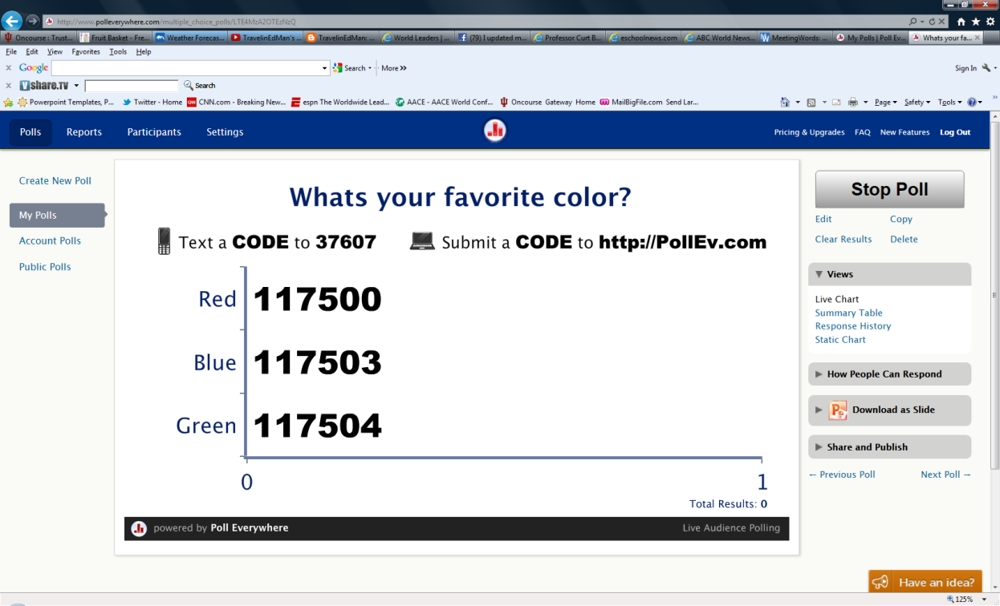 http://www.polleverywhere.com/multiple_choice_polls/LTE4MzA2OTEzNzQ
Oncourse : Trust... Fruit Basket - Fre... Weather Forecas... TravelinEdMan's ... TravelinEdMan: ... World Leaders | ... (79) I updated m... Professor Curt B... eschoolnews.com ABC World News... MeetingWords: ... My Polls | Poll Ev... Whats your fa...
File Edit View Favorites Tools Help
x Google Search More >> Sign In
x Vshare.TV Search
Powerpoint Templates, P... Twitter - Home CNN.com - Breaking New... espn The Worldwide Lead... AACE - AACE World Conf... Oncourse Gateway Home MailBigFile.com Send Lar... Page Safety Tools
Polls Reports Participants Settings Pricing & Upgrades FAQ New Features Log Out
Create New Poll
My Polls
Account Polls
Public Polls
Whats your favorite color?
Text a CODE to 37607 Submit a CODE to http://PollEv.com
Red 117500
Blue 117503
Green 117504
0 1
Total Results: 0
powered by Poll Everywhere Live Audience Polling
Stop Poll
Edit Copy
Clear Results Delete
Views
Live Chart
Summary Table
Response History
Static Chart
How People Can Respond
Download as Slide
Share and Publish
← Previous Poll Next Poll →
Have an idea?
125%